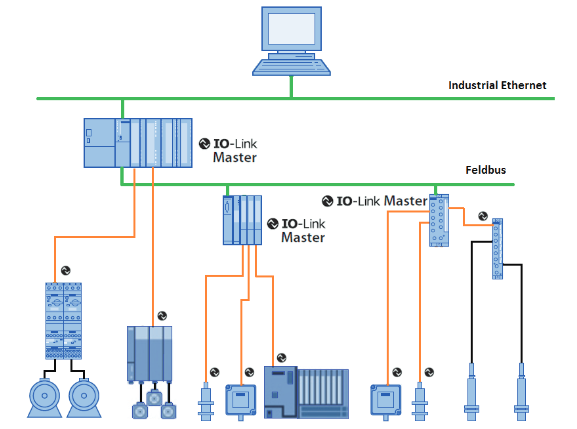 Industrial Ethernet
IO-Link
Master
Feldbus
IO-Link Master
IO-Link
Master